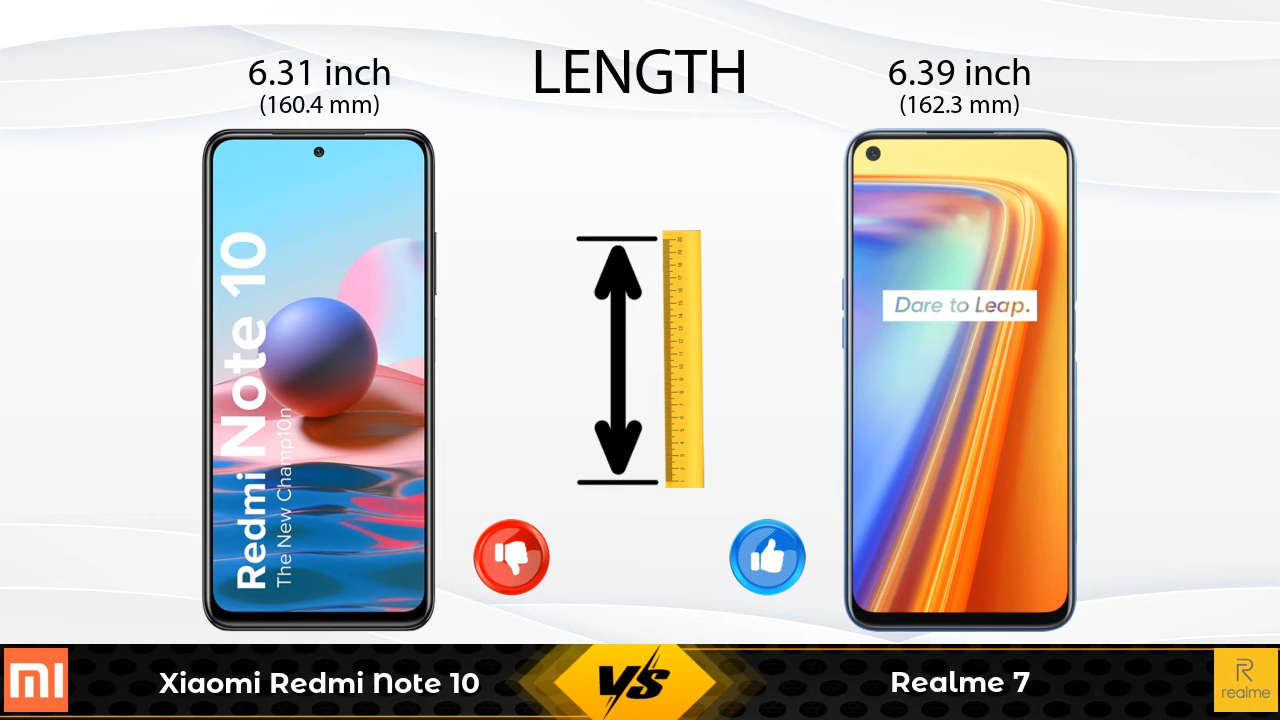 LENGTH
6.31 inch
(160.4 mm)
6.39 inch
(162.3 mm)
Redmi Note 10
The New Champ10n
Dare to Leap.
mi
Xiaomi Redmi Note 10
VS
Realme 7
R
realme